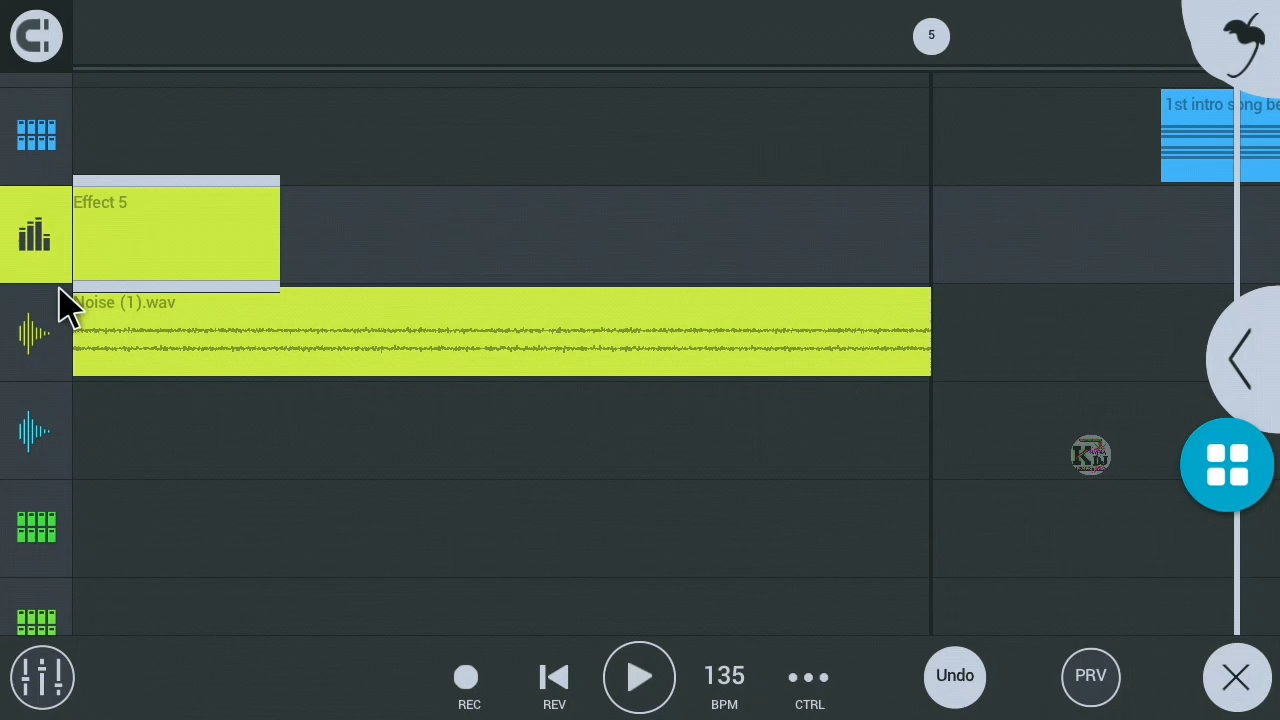 5
1st intro song be
Effect 5
Noise (1).wav
135
Undo
PRV
REC
REV
BPM
CTRL